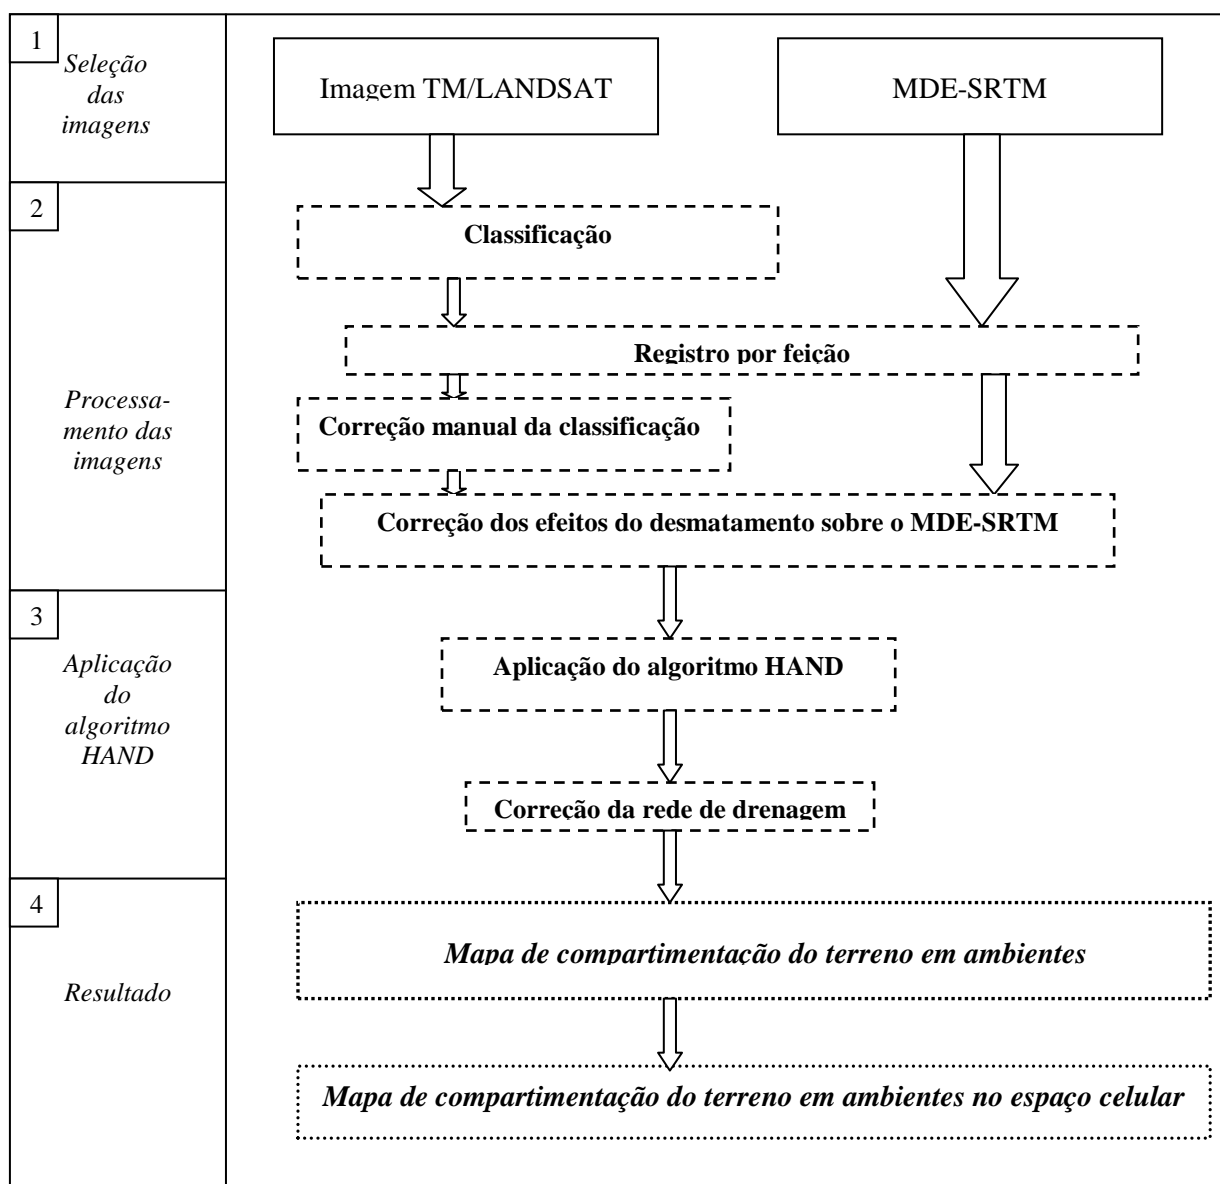 1
Seleção
das
imagens
Imagem TM/LANDSAT
MDE-SRTM
2
Processa-
mento das
imagens
Classificação
Registro por feição
Correção manual da classificação
Correção dos efeitos do desmatamento sobre o MDE-SRTM
3
Aplicação
do
algoritmo
HAND
Aplicação do algoritmo HAND
Correção da rede de drenagem
4
Resultado
Mapa de compartimentação do terreno em ambientes
Mapa de compartimentação do terreno em ambientes no espaço celular